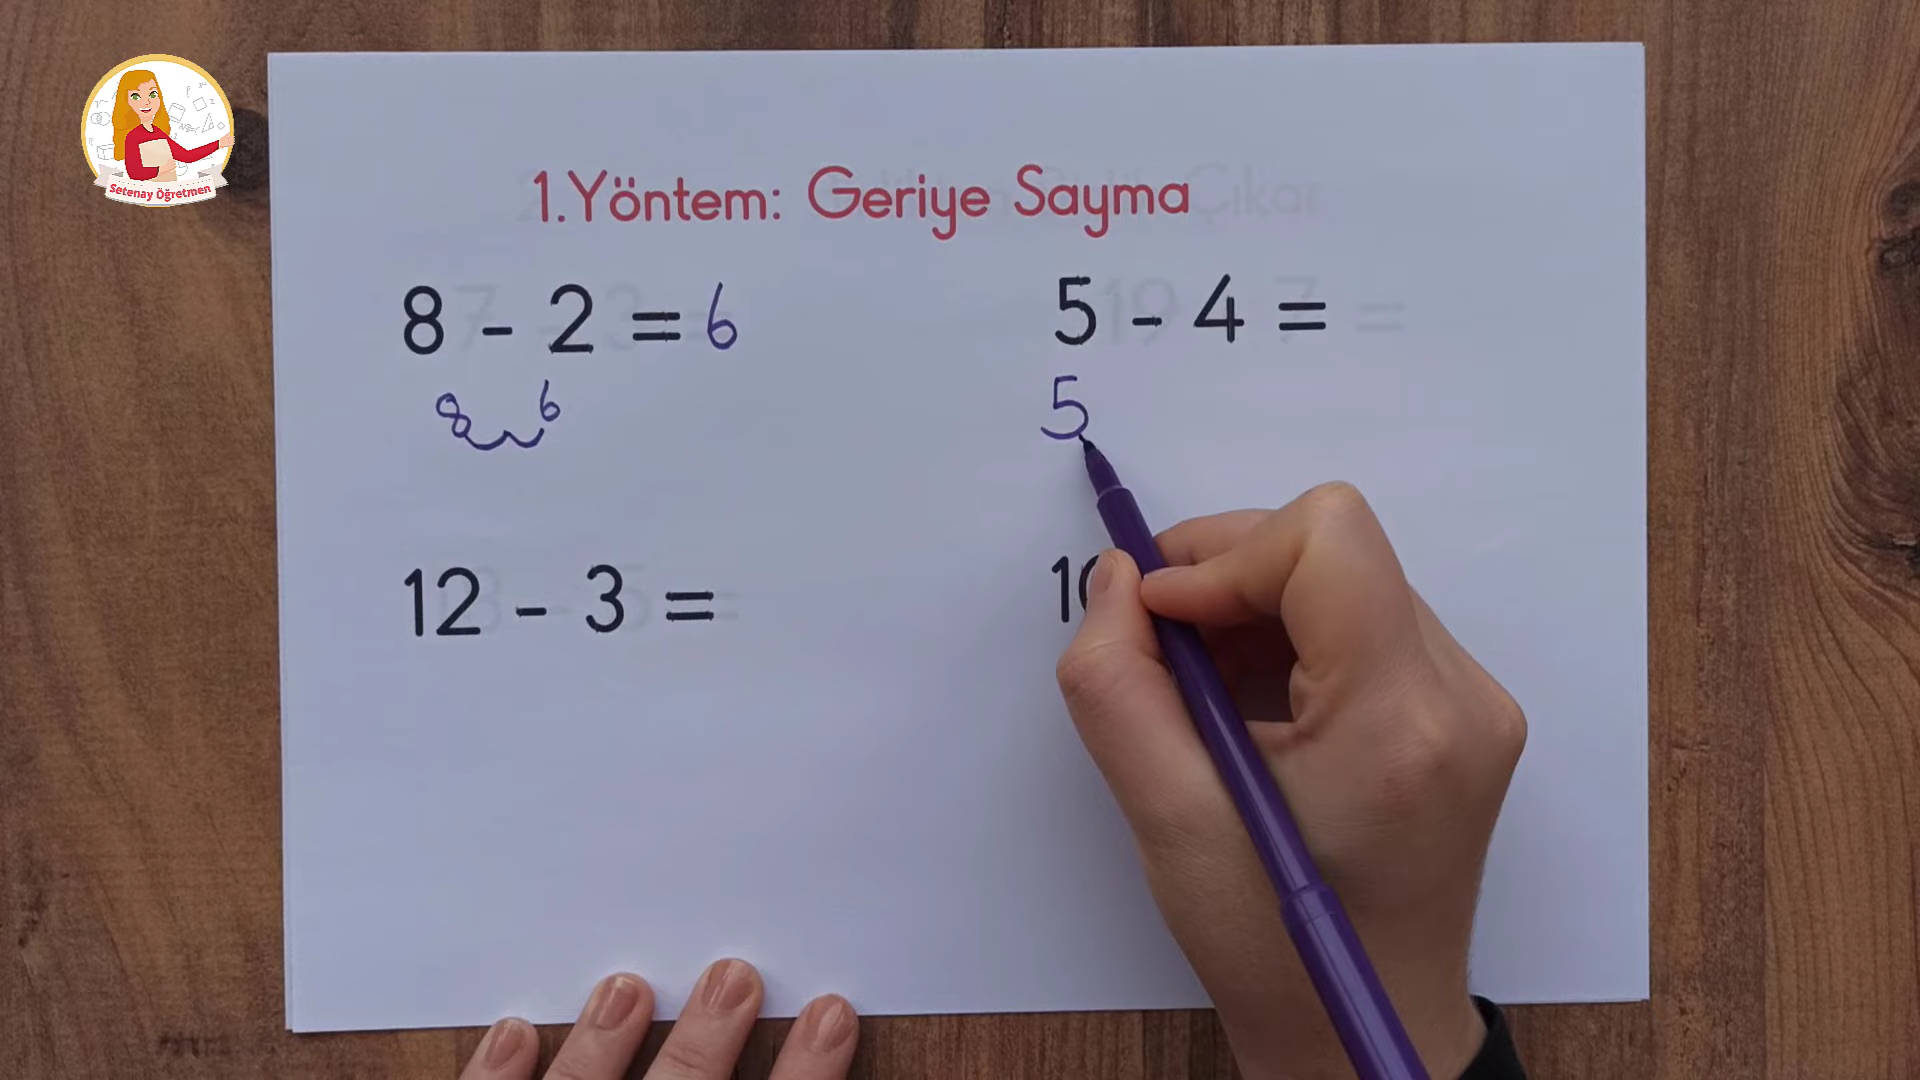 Setenay Öğretmen
1.Yöntem: Geriye Sayma
8 - 2 = 6
8 6
5 - 4 =
5
12 - 3 =